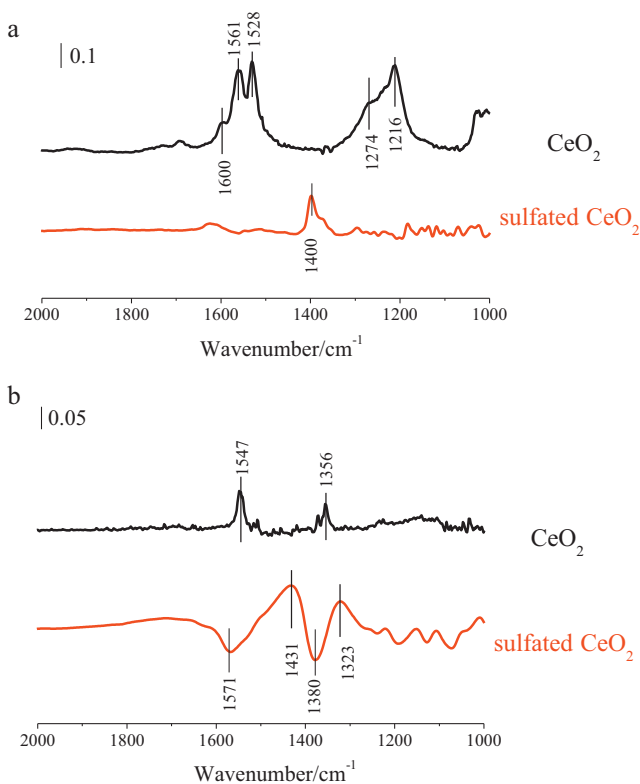 a
0.1
1561
1528
1600
1274
1216
CeO₂
1400
sulfated CeO₂
2000 1800 1600 1400 1200 1000
Wavenumber/cm⁻¹
b
0.05
1547
1356
CeO₂
1571
1431
1380
1323
sulfated CeO₂
2000 1800 1600 1400 1200 1000
Wavenumber/cm⁻¹